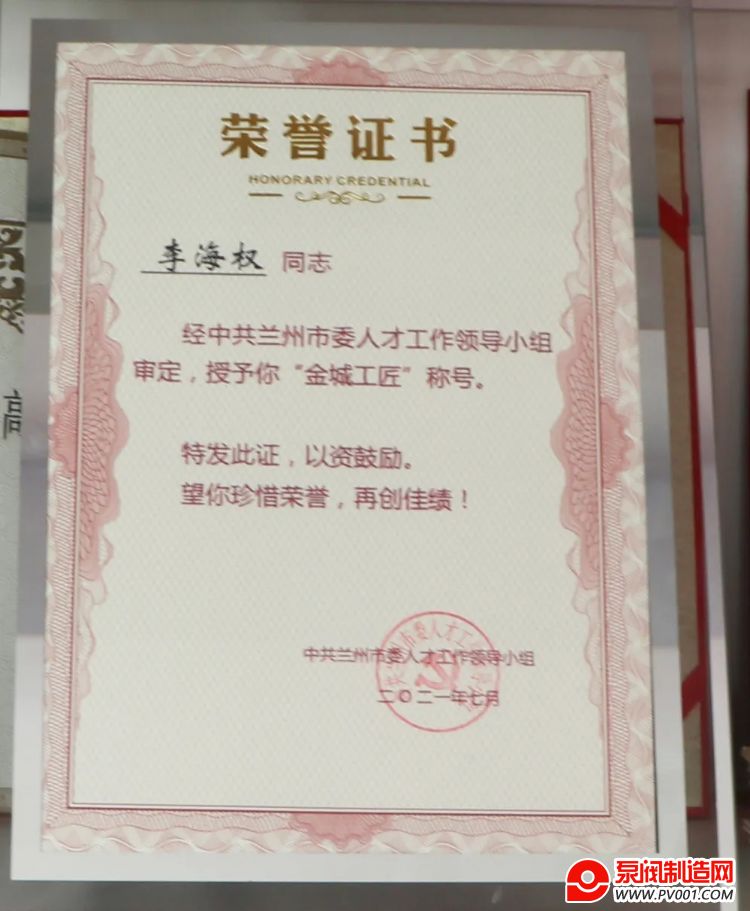 荣誉证书
HONORARY CREDENTIAL
李海权 同志
经中共兰州市委人才工作领导小组
审定，授予你“金城工匠”称号。
特发此证，以资鼓励。
望你珍惜荣誉，再创佳绩！
中共兰州市委人才工作领导小组
二〇二一年七月
高
泵阀制造网
WWW.PV001.COM